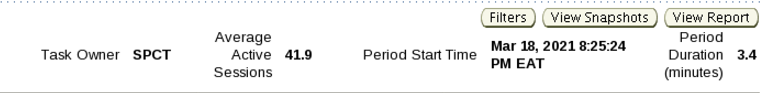 Filters View Snapshots View Report
Task Owner SPCT
Average Active Sessions 41.9
Period Start Time Mar 18, 2021 8:25:24 PM EAT
Period Duration (minutes) 3.4